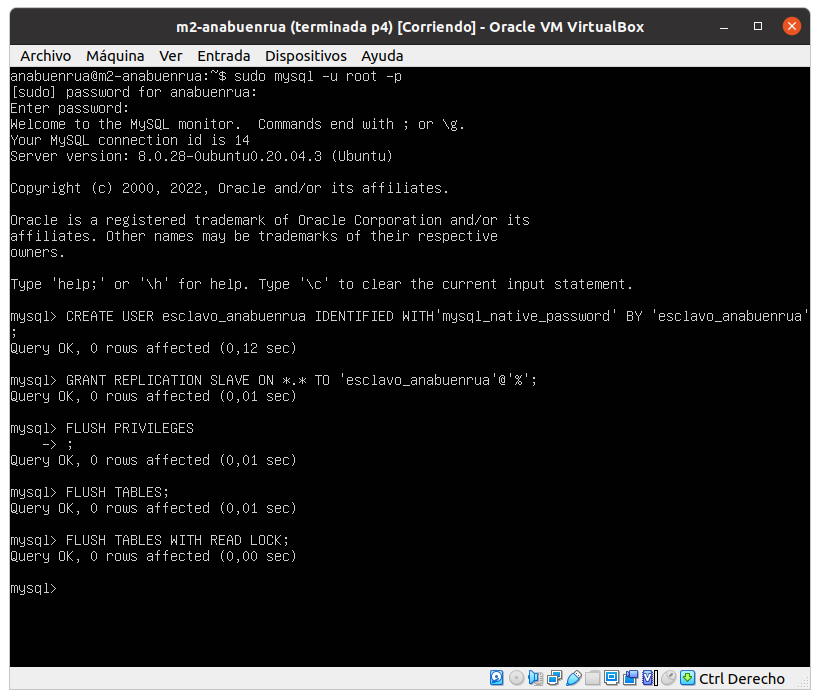 m2-anabuenrua (terminada p4) [Corriendo] - Oracle VM VirtualBox
Archivo Máquina Ver Entrada Dispositivos Ayuda
anabuenrua@m2-anabuenrua:~$ sudo mysql -u root -p
[sudo] password for anabuenrua:
Enter password:
Welcome to the MySQL monitor.  Commands end with ; or \g.
Your MySQL connection id is 14
Server version: 8.0.28-0ubuntu0.20.04.3 (Ubuntu)
Copyright (c) 2000, 2022, Oracle and/or its affiliates.
Oracle is a registered trademark of Oracle Corporation and/or its
affiliates. Other names may be trademarks of their respective
owners.
Type 'help;' or '\h' for help. Type '\c' to clear the current input statement.
mysql> CREATE USER esclavo_anabuenrua IDENTIFIED WITH'mysql_native_password' BY 'esclavo_anabuenrua'
;
Query OK, 0 rows affected (0,12 sec)
mysql> GRANT REPLICATION SLAVE ON *.* TO 'esclavo_anabuenrua'@'%';
Query OK, 0 rows affected (0,01 sec)
mysql> FLUSH PRIVILEGES
    -> ;
Query OK, 0 rows affected (0,01 sec)
mysql> FLUSH TABLES;
Query OK, 0 rows affected (0,01 sec)
mysql> FLUSH TABLES WITH READ LOCK;
Query OK, 0 rows affected (0,00 sec)
mysql>
Ctrl Derecho